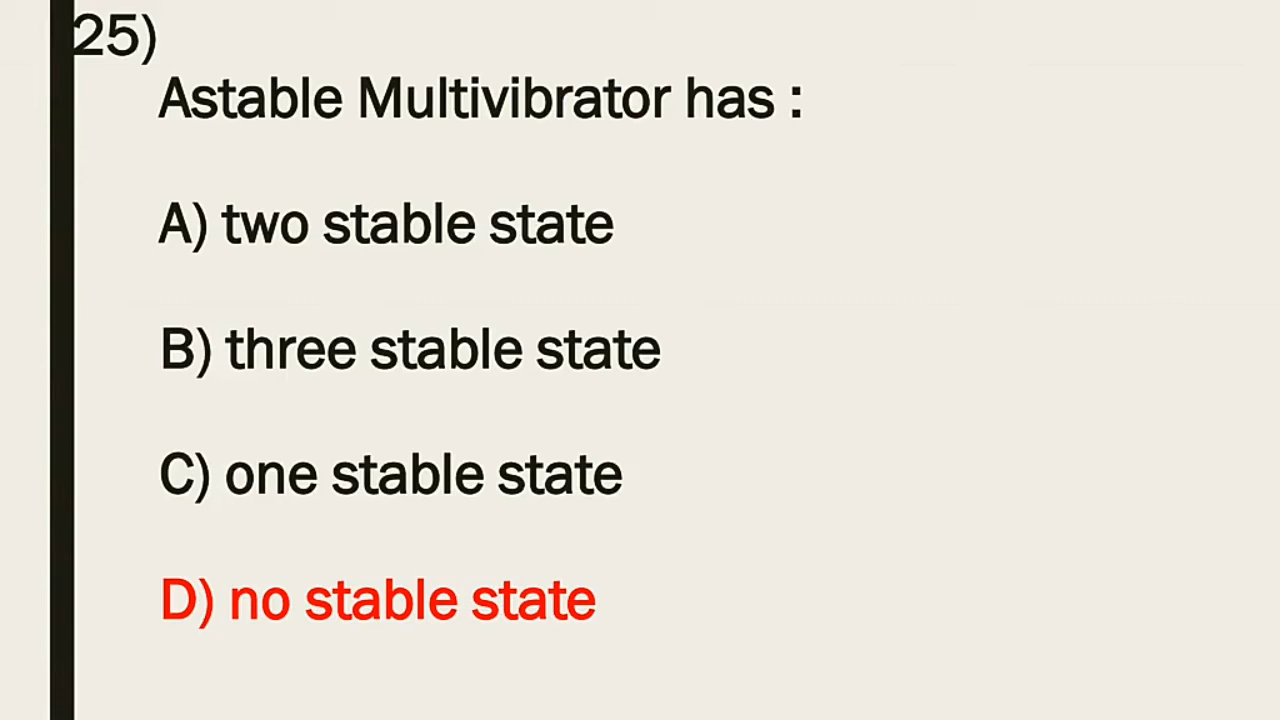 25)
Astable Multivibrator has :
A) two stable state
B) three stable state
C) one stable state
D) no stable state